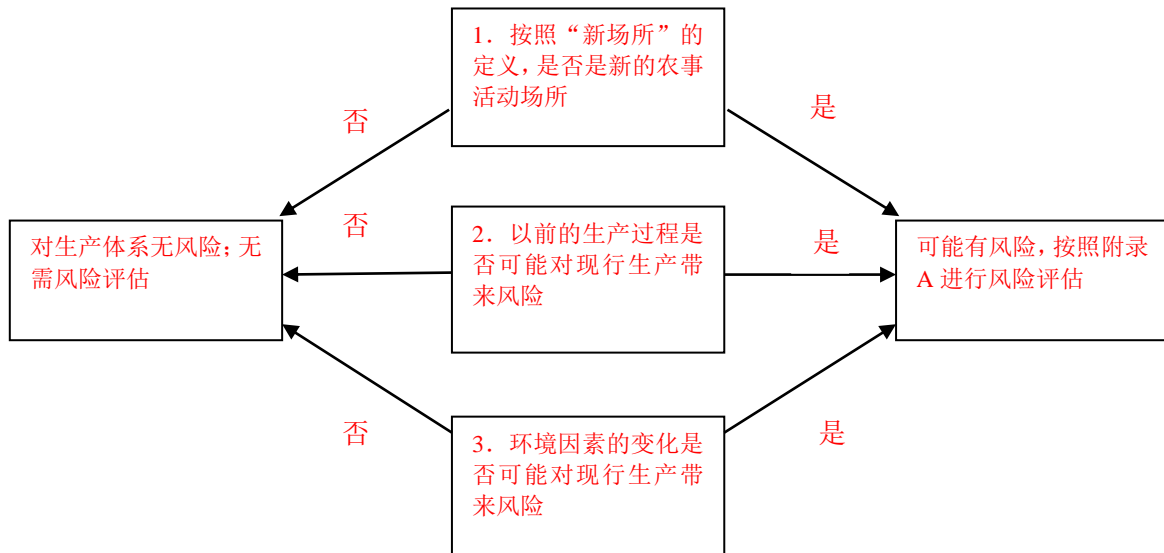 1．按照“新场所”的
定义，是否是新的农事
活动场所
否
是
对生产体系无风险；无
需风险评估
否
2．以前的生产过程是
否可能对现行生产带
来风险
是
可能有风险，按照附录
A 进行风险评估
否
3．环境因素的变化是
否可能对现行生产带
来风险
是